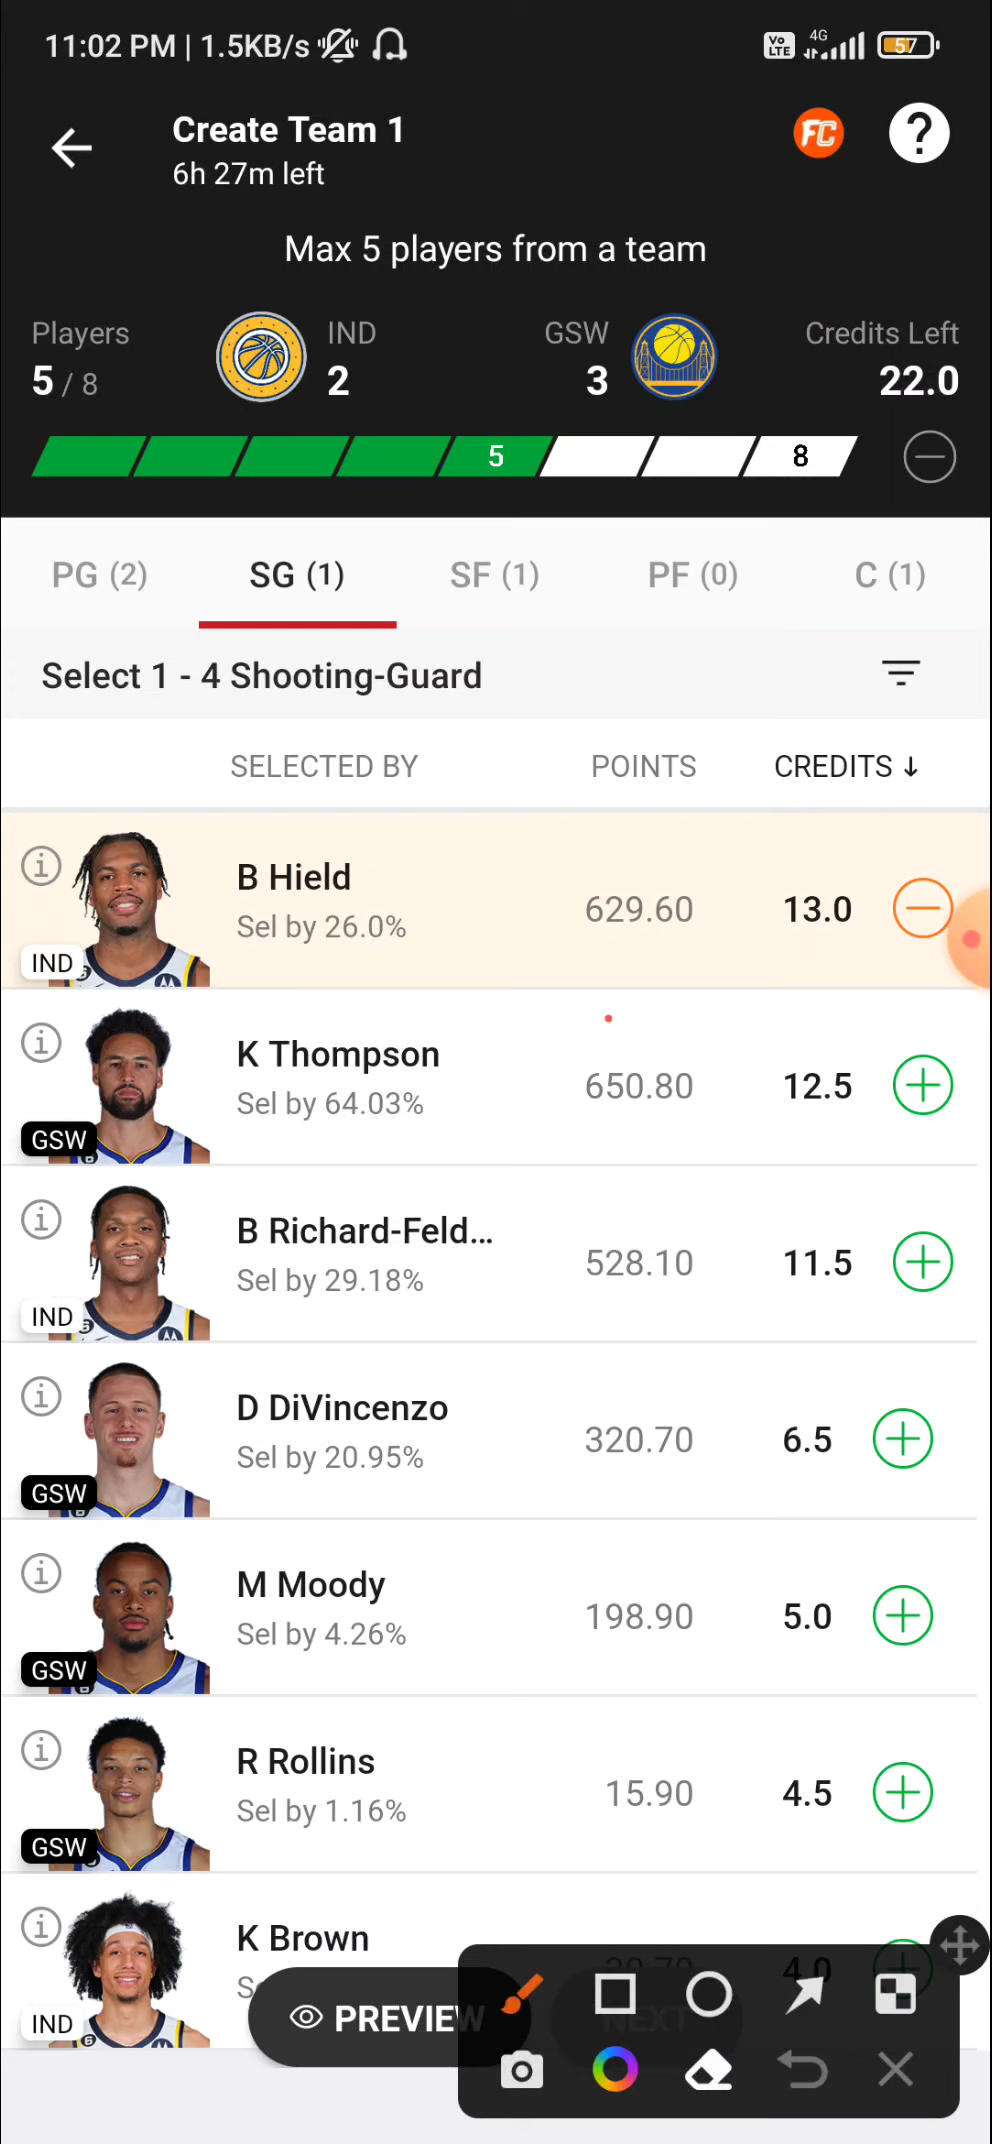 11:02 PM | 1.5KB/s
Vo LTE 4G 57
Create Team 1
6h 27m left
FC
?
Max 5 players from a team
Players IND GSW Credits Left
5 / 8 2 3 22.0
5 8
PG (2) SG (1) SF (1) PF (0) C (1)
Select 1 - 4 Shooting-Guard
SELECTED BY POINTS CREDITS ↓
B Hield
Sel by 26.0%
629.60 13.0
IND
K Thompson
Sel by 64.03%
650.80 12.5
GSW
B Richard-Feld...
Sel by 29.18%
528.10 11.5
IND
D DiVincenzo
Sel by 20.95%
320.70 6.5
GSW
M Moody
Sel by 4.26%
198.90 5.0
GSW
R Rollins
Sel by 1.16%
15.90 4.5
GSW
K Brown
4.0
IND
PREVIEW NEXT